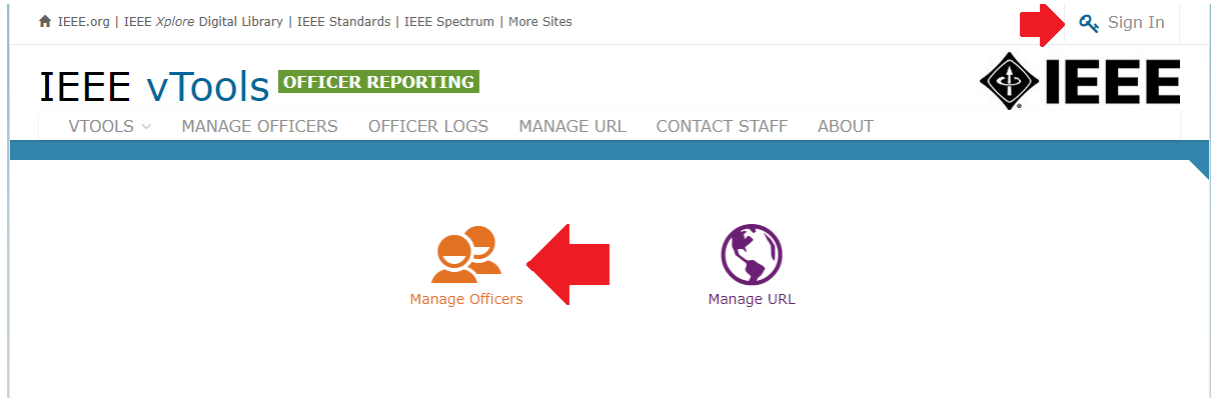 IEEE.org | IEEE Xplore Digital Library | IEEE Standards | IEEE Spectrum | More Sites
Sign In
IEEE vTools OFFICER REPORTING
IEEE
VTOOLS MANAGE OFFICERS OFFICER LOGS MANAGE URL CONTACT STAFF ABOUT
Manage Officers
Manage URL